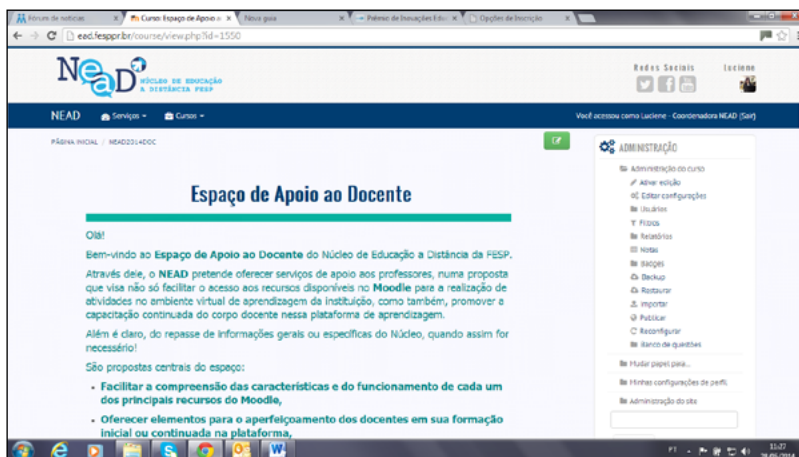 Fórum de notícias
Curso: Espaço de Apoio a
Nova guia
Prêmio de Inovações Educ
Opções de Inscrição
ead.fesppr.br/course/view.php?id=1550
NeaD
NÚCLEO DE EDUCAÇÃO
A DISTÂNCIA FESP
Redes Sociais
Luciene
NEAD
Serviços
Cursos
Você acessou como Luciene - Coordenadora NEAD (Sair)
PÁGINA INICIAL / NEAD2014DOC
Espaço de Apoio ao Docente
Olá!
Bem-vindo ao Espaço de Apoio ao Docente do Núcleo de Educação a Distância da FESP.
Através dele, o NEAD pretende oferecer serviços de apoio aos professores, numa proposta
que visa não só facilitar o acesso aos recursos disponíveis no Moodle para a realização de
atividades no ambiente virtual de aprendizagem da instituição, como também, promover a
capacitação continuada do corpo docente nessa plataforma de aprendizagem.
Além é claro, do repasse de informações gerais ou específicas do Núcleo, quando assim for
necessário!
São propostas centrais do espaço:
• Facilitar a compreensão das características e do funcionamento de cada um
dos principais recursos do Moodle,
• Oferecer elementos para o aperfeiçoamento dos docentes em sua formação
inicial ou continuada na plataforma,
ADMINISTRAÇÃO
Administração do curso
Ativar edição
Editar configurações
Usuários
Filtros
Relatórios
Notas
Badges
Backup
Restaurar
Importar
Publicar
Reconfigurar
Banco de questões
Mudar papel para...
Minhas configurações de perfil
Administração do site
PT
11:27